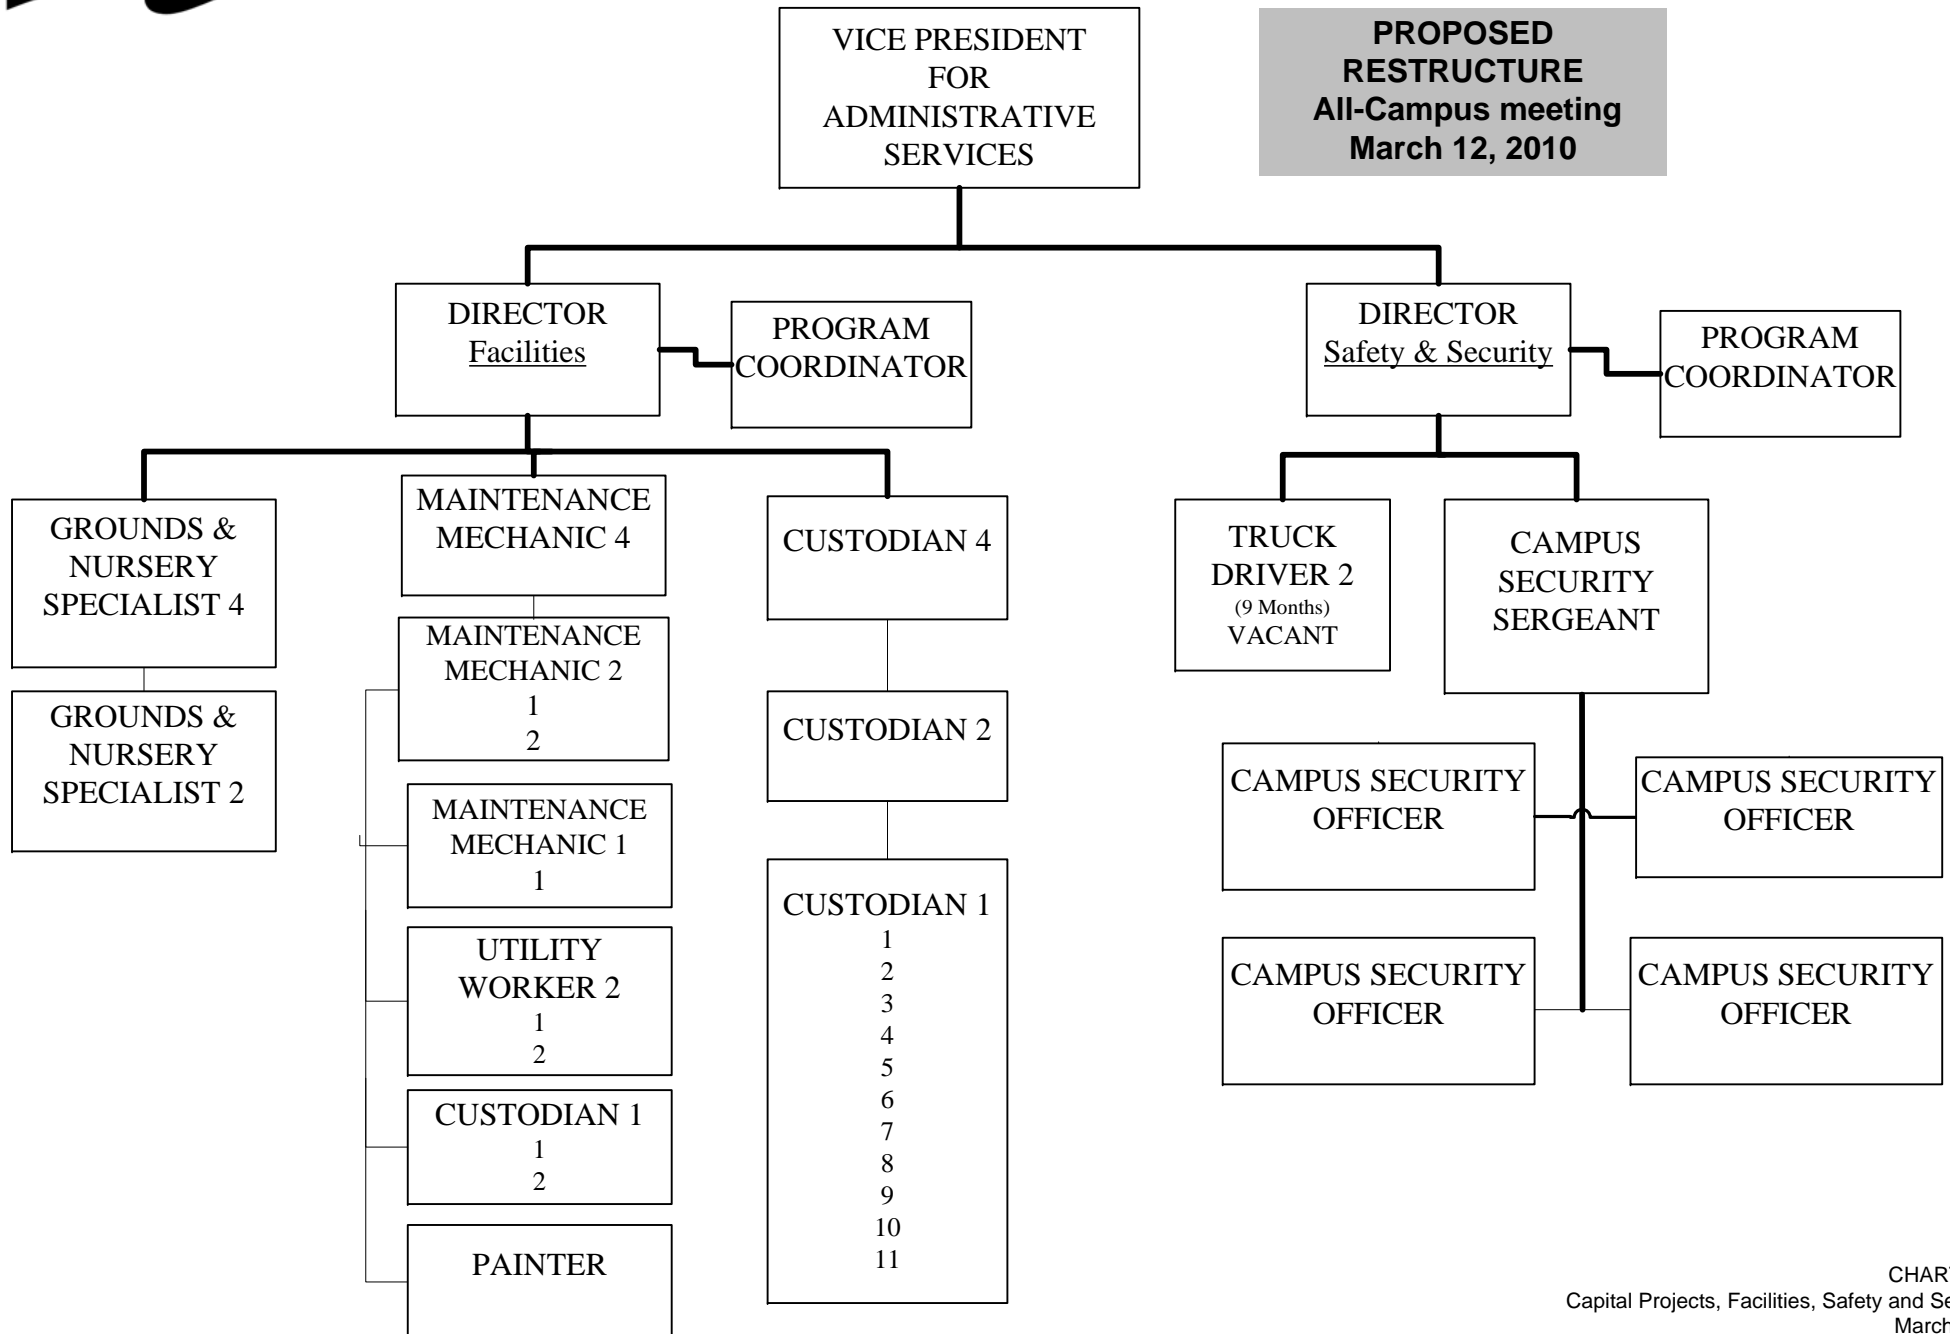 VICE PRESIDENT
FOR
ADMINISTRATIVE
SERVICES
PROPOSED
RESTRUCTURE
All-Campus meeting
March 12, 2010
DIRECTOR
Facilities
PROGRAM
COORDINATOR
DIRECTOR
Safety & Security
PROGRAM
COORDINATOR
GROUNDS &
NURSERY
SPECIALIST 4
MAINTENANCE
MECHANIC 4
CUSTODIAN 4
TRUCK
DRIVER 2
(9 Months)
VACANT
CAMPUS
SECURITY
SERGEANT
GROUNDS &
NURSERY
SPECIALIST 2
MAINTENANCE
MECHANIC 2
1
2
CUSTODIAN 2
MAINTENANCE
MECHANIC 1
1
UTILITY
WORKER 2
1
2
CUSTODIAN 1
1
2
PAINTER
CUSTODIAN 1
1
2
3
4
5
6
7
8
9
10
11
CAMPUS SECURITY
OFFICER
CAMPUS SECURITY
OFFICER
CAMPUS SECURITY
OFFICER
CAMPUS SECURITY
OFFICER
CHART
Capital Projects, Facilities, Safety and Se
March